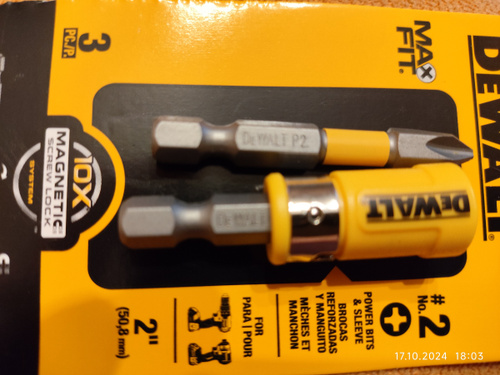 DEWALT
MAX
FIT.
3
PC./P.
10X
MAGNETIC
SCREW LOCK
SYSTEM
DEWALT P2
DEWALT
#2
No.
POWER BITS
& SLEEVE
BROCAS
REFORZADAS
Y MANGUITO
MÈCHES ET
MANCHON
FOR
PARA | POUR
2"
(50,8 mm)
17.10.2024 18:03